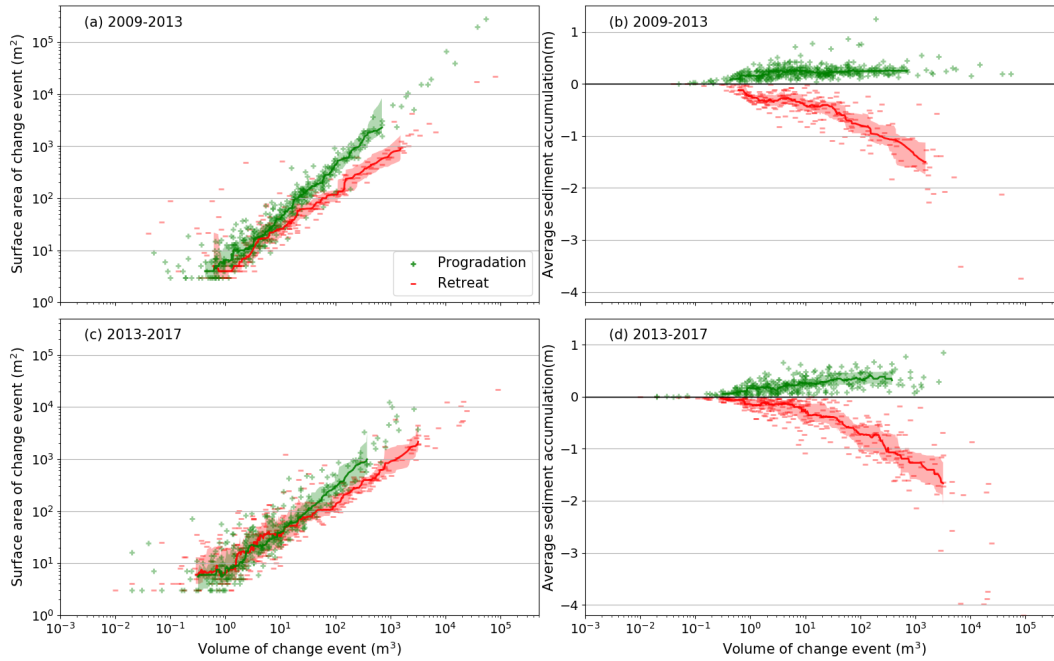 (a) 2009-2013
Surface area of change event (m²)
10⁵
10⁴
10³
10²
10¹
10⁰
Progradation
Retreat
(b) 2009-2013
Average sediment accumulation(m)
1
0
−1
−2
−3
−4
(c) 2013-2017
Surface area of change event (m²)
10⁵
10⁴
10³
10²
10¹
10⁰
10⁻³ 10⁻² 10⁻¹ 10⁰ 10¹ 10² 10³ 10⁴ 10⁵
Volume of change event (m³)
(d) 2013-2017
Average sediment accumulation(m)
1
0
−1
−2
−3
−4
10⁻³ 10⁻² 10⁻¹ 10⁰ 10¹ 10² 10³ 10⁴ 10⁵
Volume of change event (m³)